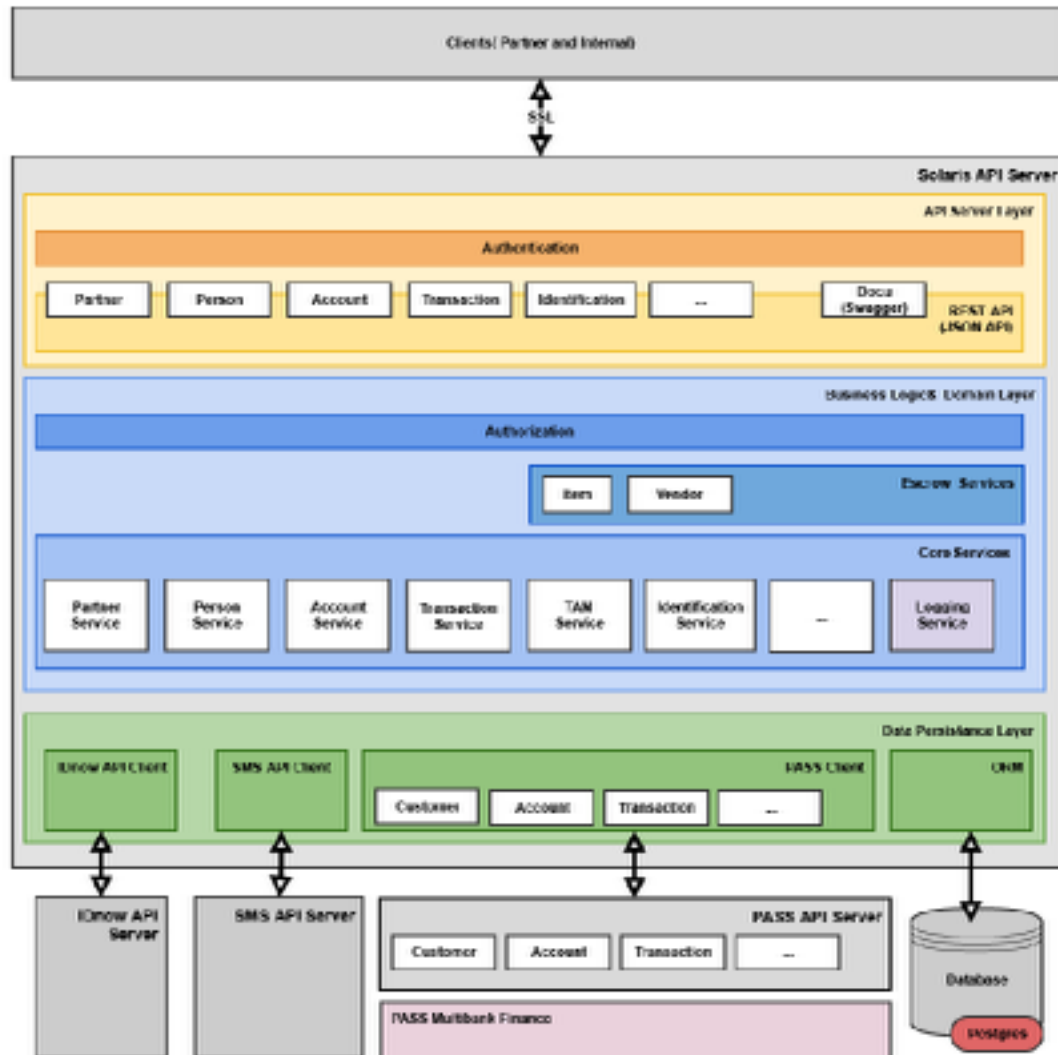 Clients( Partner and Internal)
SSL
Solaris API Server
API Server Layer
Authentication
Partner
Person
Account
Transaction
Identification
...
Docu
(Swagger)
REST API
(JSON API)
Business Logic& Domain Layer
Authorization
Item
Vendor
Escrow Services
Core Services
Partner
Service
Person
Service
Account
Service
Transaction
Service
TAN
Service
Identification
Service
...
Logging
Service
Data Persistance Layer
IDnow API Client
SMS API Client
PASS Client
Customer
Account
Transaction
...
ORM
IDnow API
Server
SMS API Server
PASS API Server
Customer
Account
Transaction
...
Database
Postgres
PASS Multibank Finance